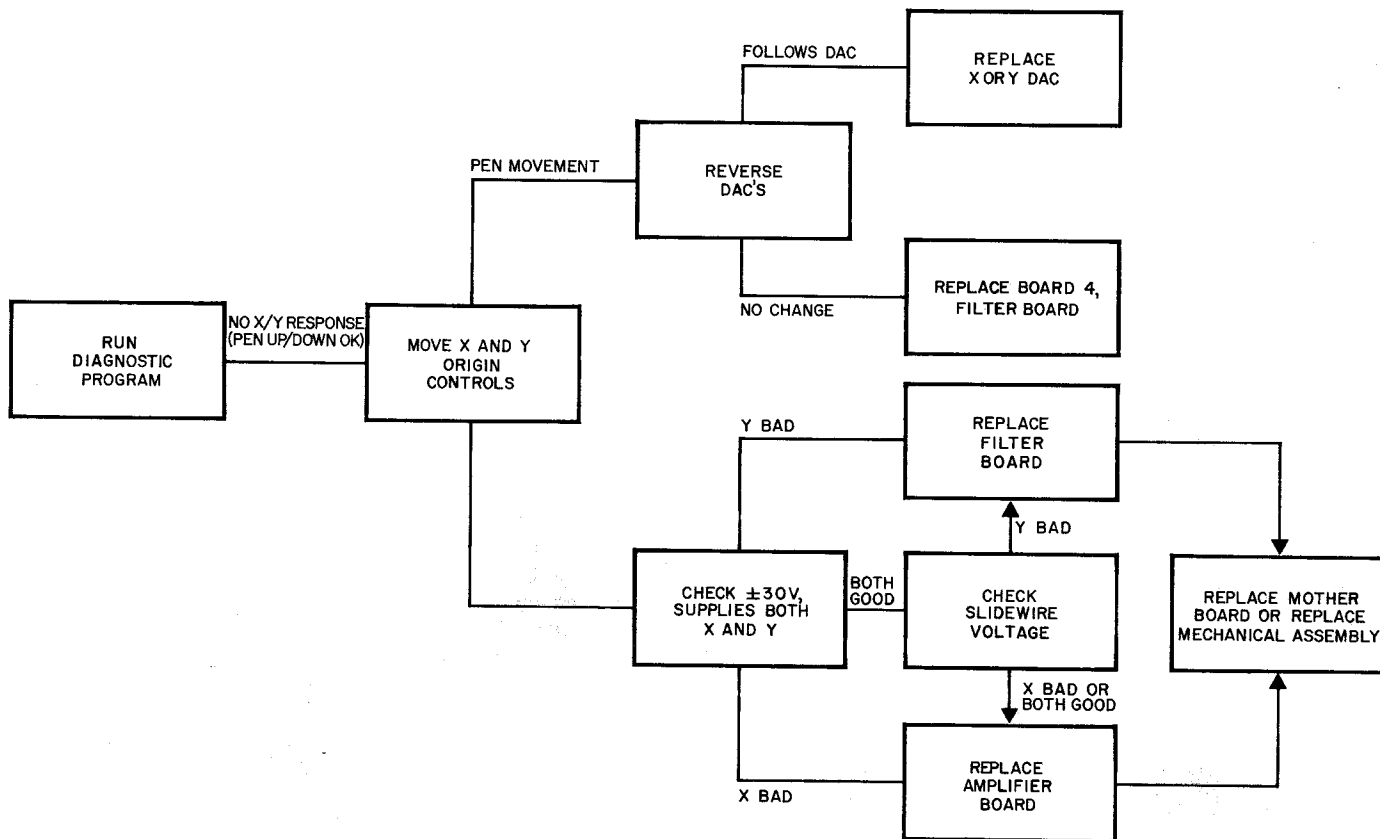 FOLLOWS DAC
REPLACE
X OR Y DAC
PEN MOVEMENT
REVERSE
DAC'S
NO CHANGE
REPLACE BOARD 4,
FILTER BOARD
RUN
DIAGNOSTIC
PROGRAM
NO X/Y RESPONSE
(PEN UP/DOWN OK)
MOVE X AND Y
ORIGIN
CONTROLS
Y BAD
REPLACE
FILTER
BOARD
Y BAD
CHECK ±30V,
SUPPLIES BOTH
X AND Y
BOTH
GOOD
CHECK
SLIDEWIRE
VOLTAGE
REPLACE MOTHER
BOARD OR REPLACE
MECHANICAL ASSEMBLY
X BAD OR
BOTH GOOD
X BAD
REPLACE
AMPLIFIER
BOARD